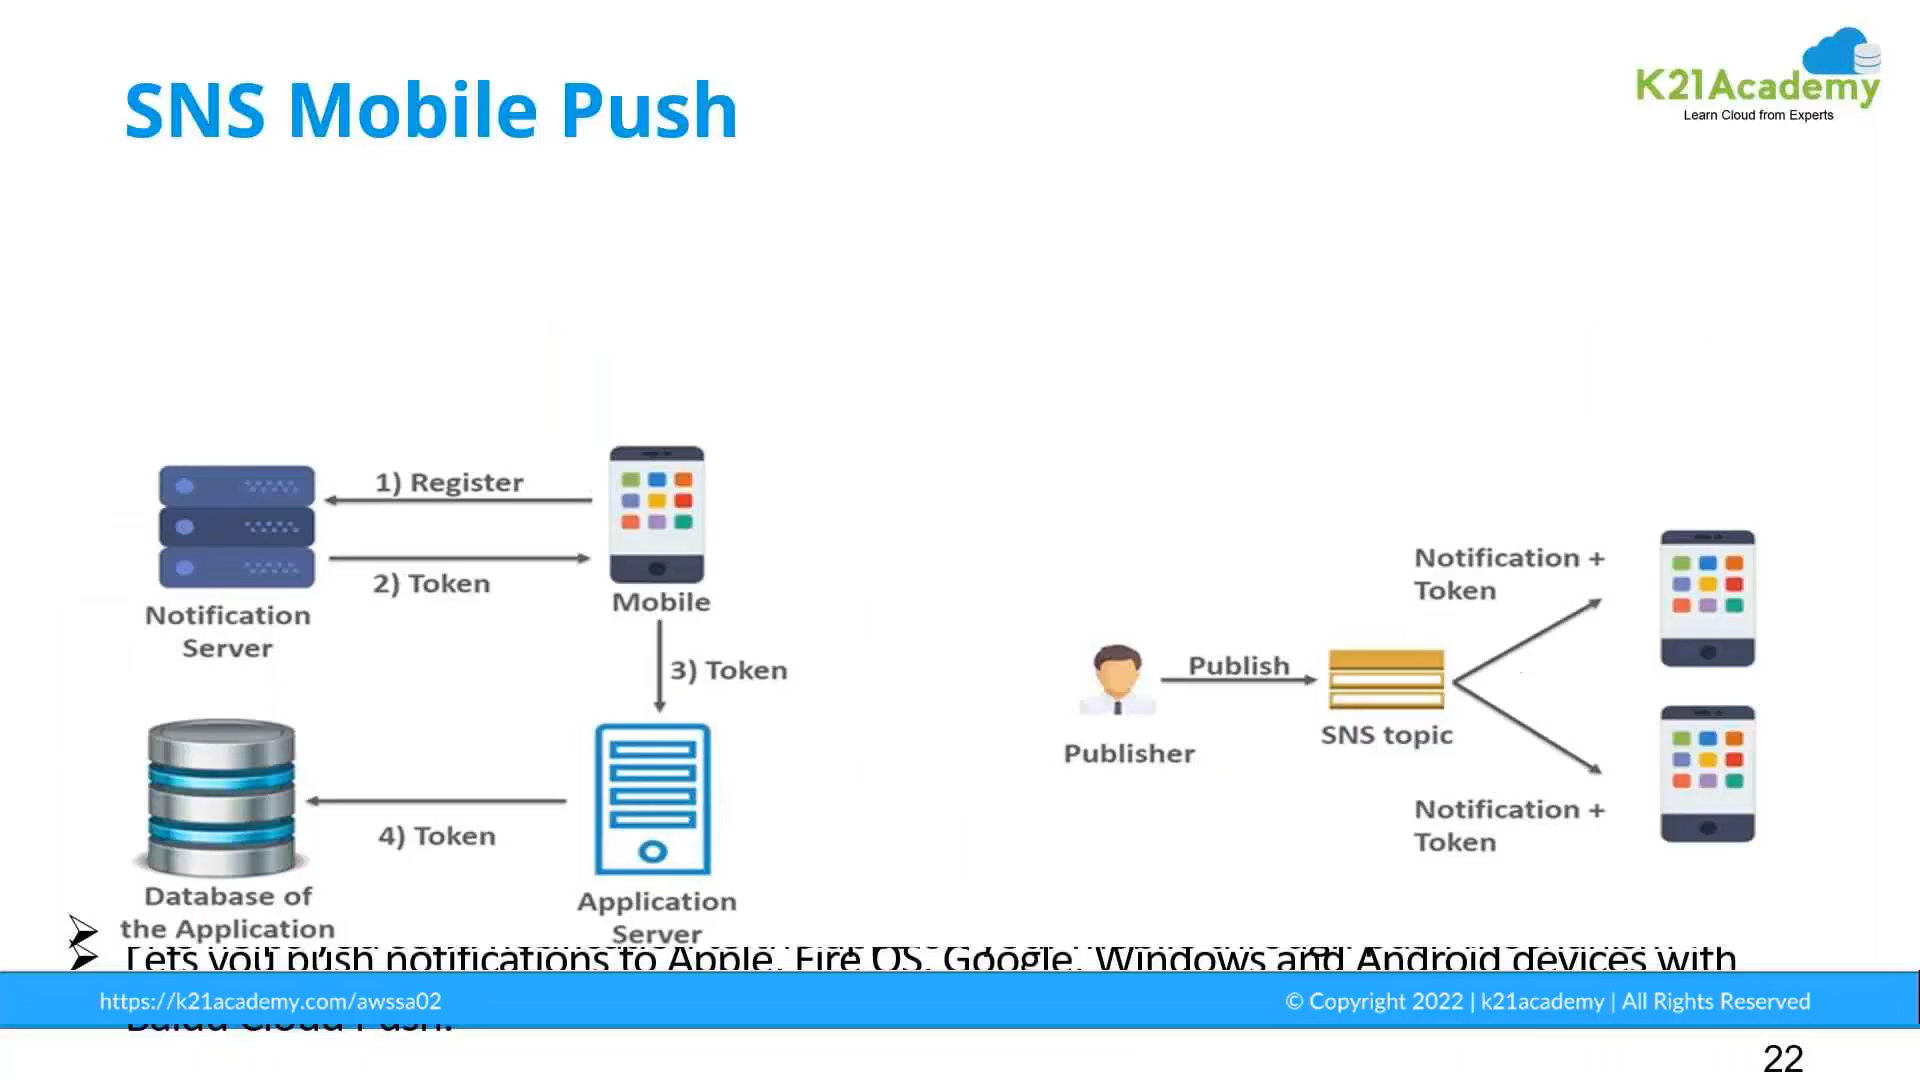 SNS Mobile Push
K21Academy
Learn Cloud from Experts
1) Register
2) Token
Notification
Server
Mobile
3) Token
4) Token
Database of
the Application
Application
Server
Publisher
Publish
SNS topic
Notification +
Token
Notification +
Token
Lets you push notifications to Apple, Fire OS, Google, Windows and Android devices with
Baidu Cloud Push.
https://k21academy.com/awssa02
© Copyright 2022 | k21academy | All Rights Reserved
22